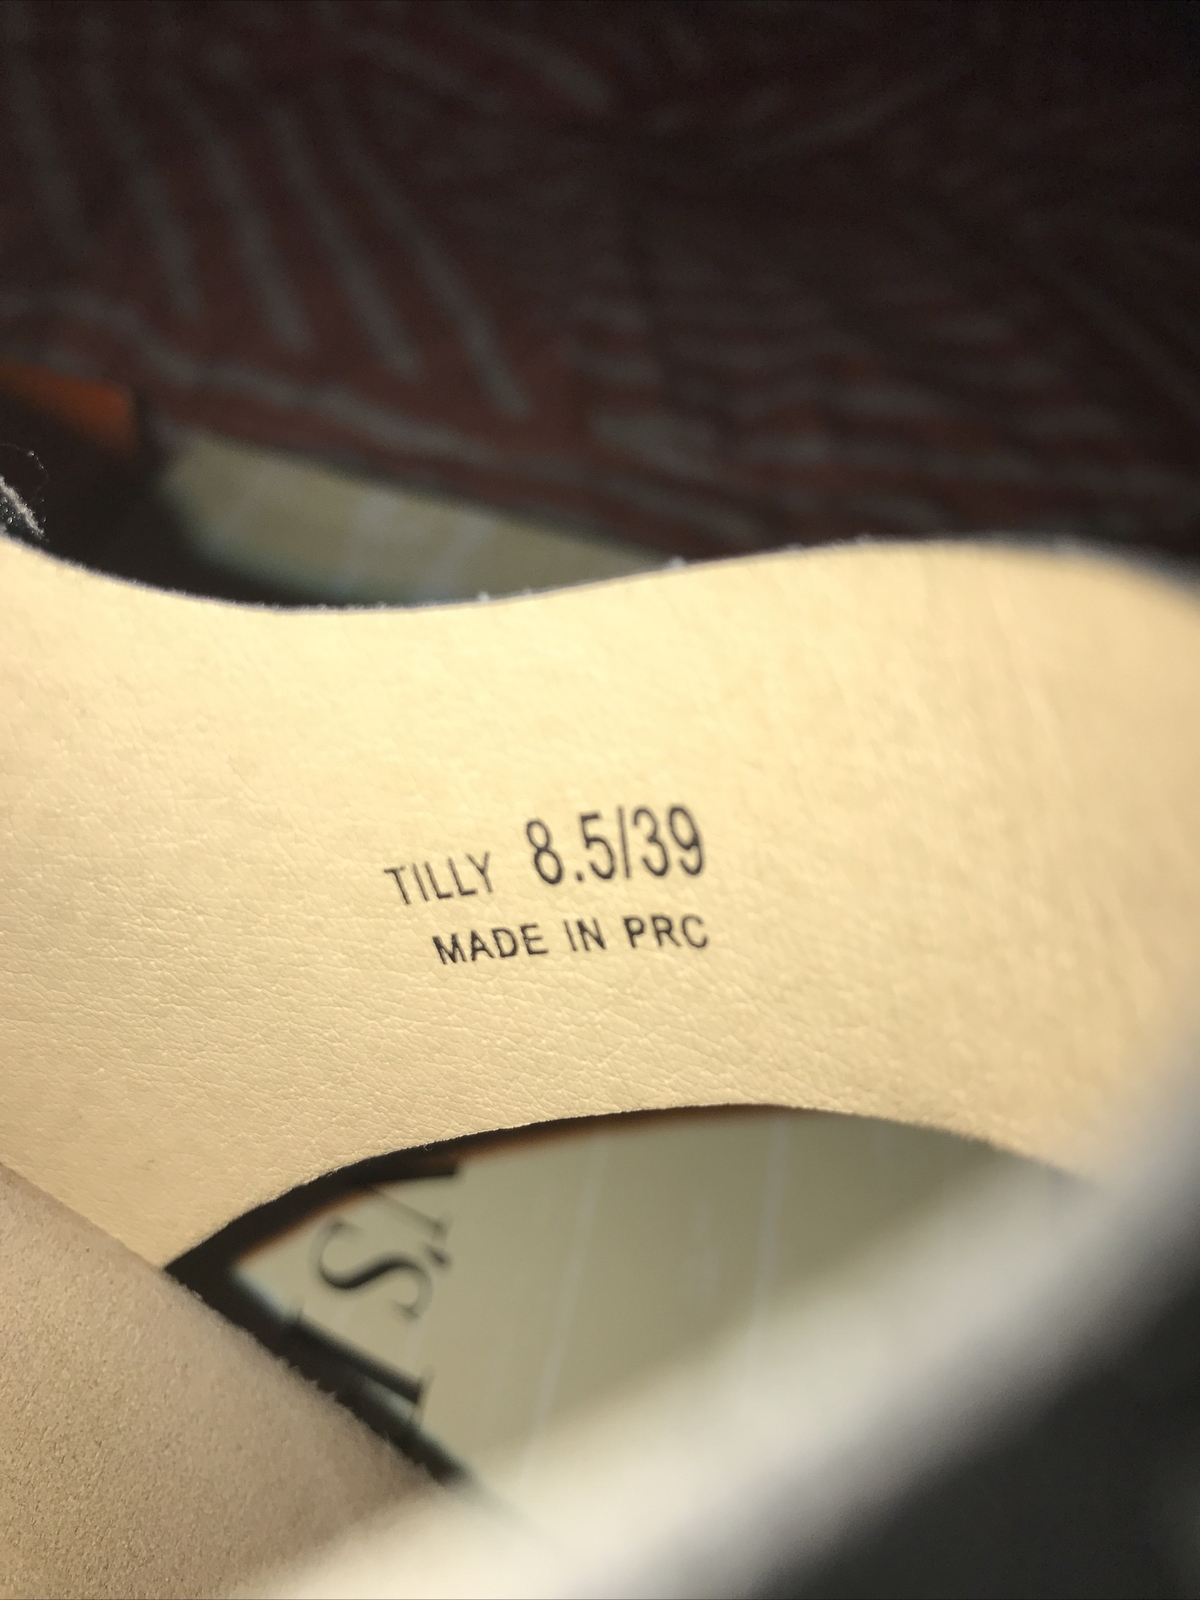 TILLY 8.5/39
MADE IN PRC